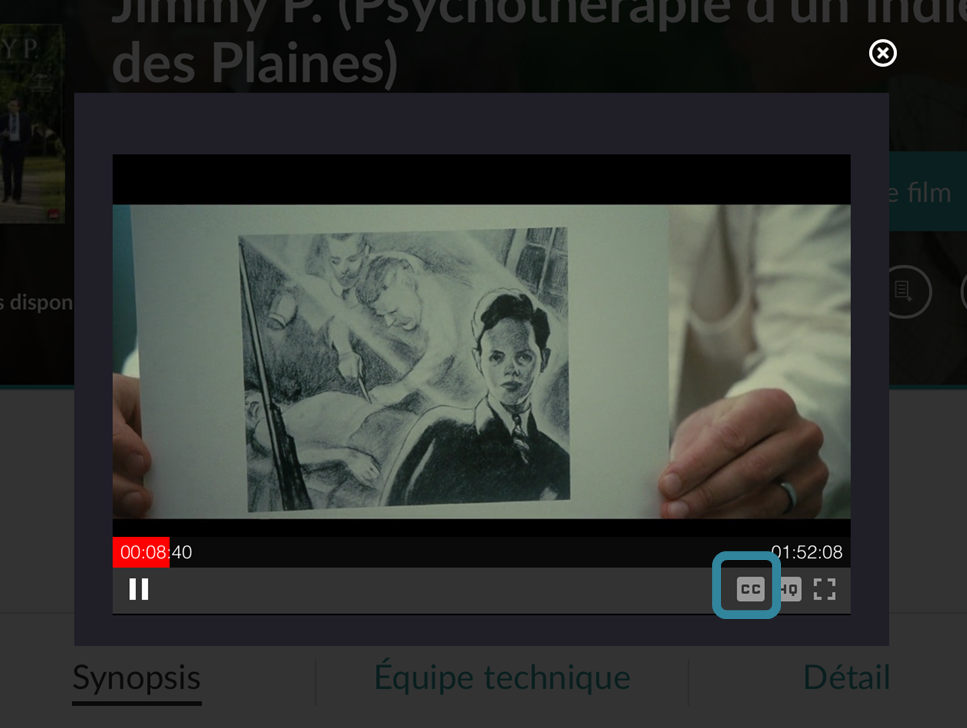 Jimmy P. (Psychothérapie d'un Indie
des Plaines)
Y P.
e film
s dispon
00:08:40
01:52:08
CC
HQ
Synopsis
Équipe technique
Détail